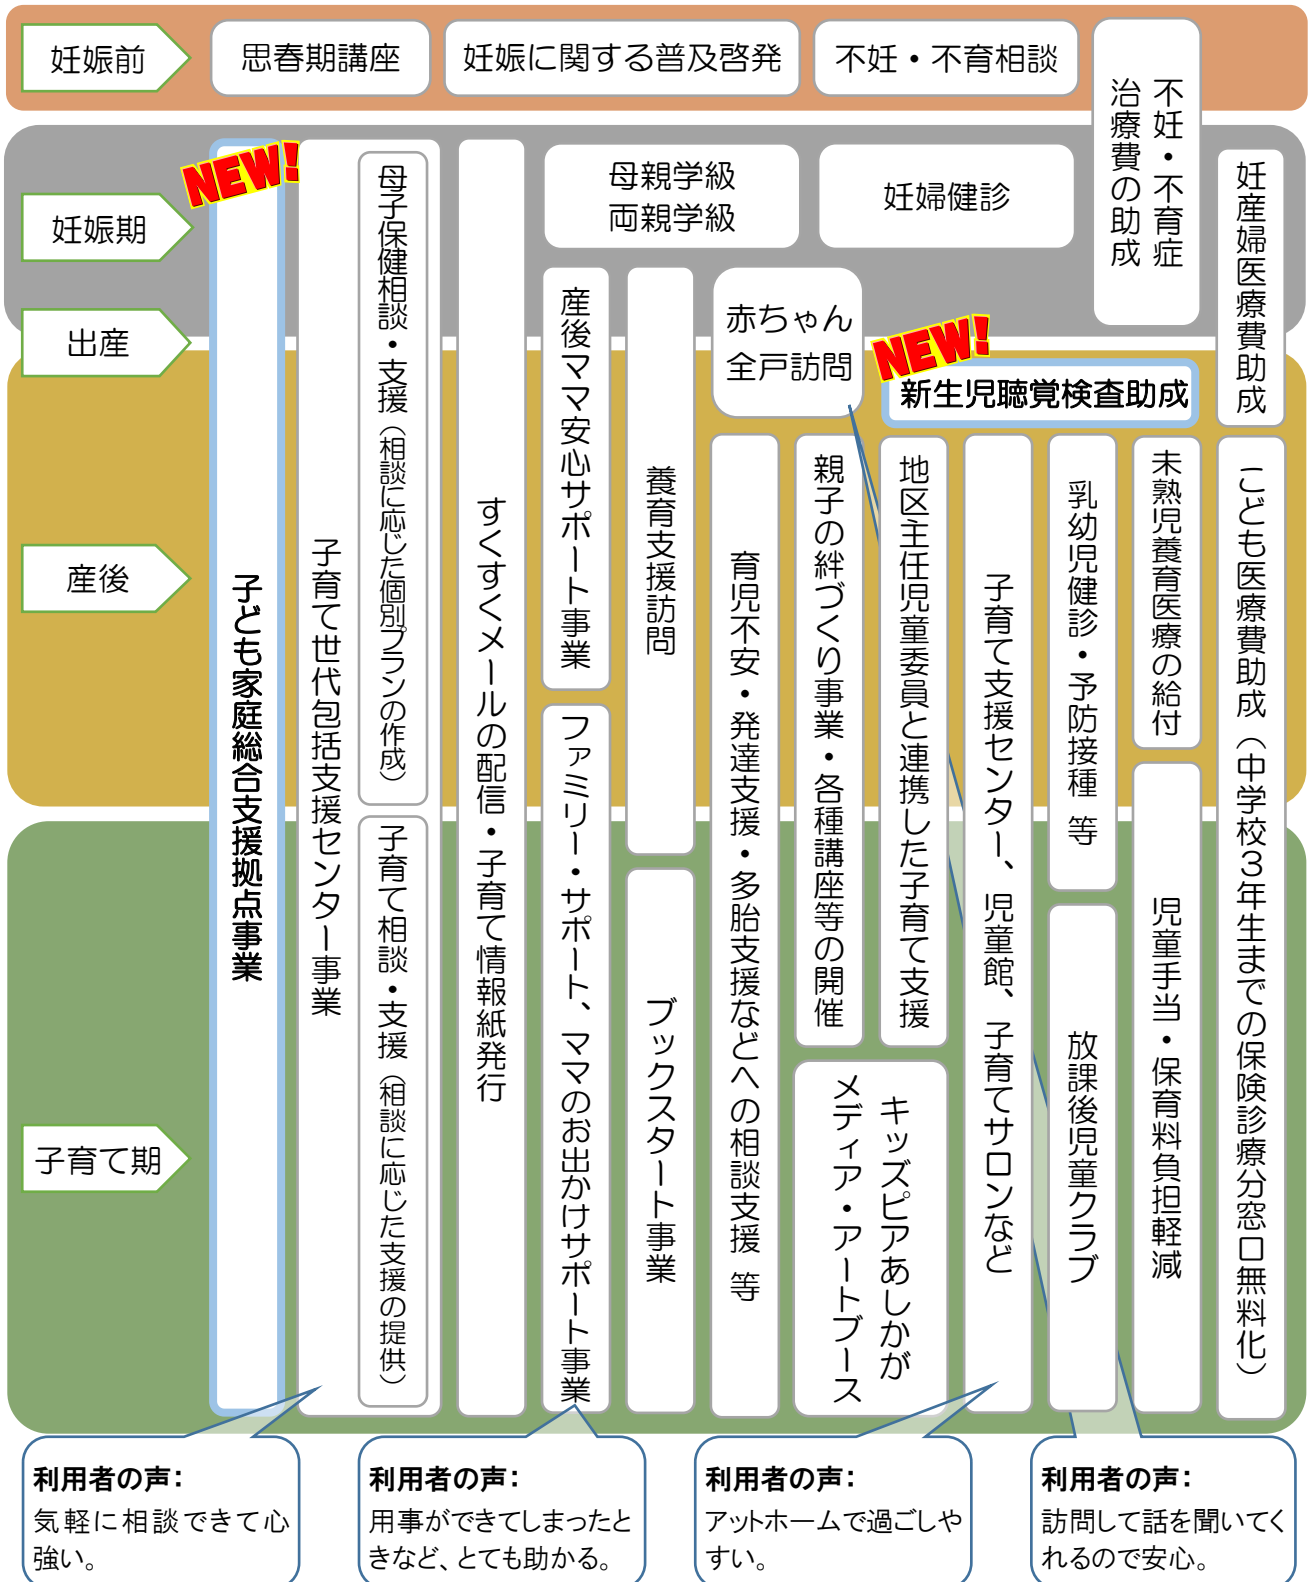 妊娠前
思春期講座
妊娠に関する普及啓発
不妊・不育相談
不妊・不育症
治療費の助成
妊娠期
出産
産後
子育て期
NEW!
子ども家庭総合支援拠点事業
子育て世代包括支援センター事業
母子保健相談・支援（相談に応じた個別プランの作成）
子育て相談・支援（相談に応じた支援の提供）
すくすくメールの配信・子育て情報紙発行
母親学級
両親学級
妊婦健診
産後ママ安心サポート事業
ファミリー・サポート、ママのお出かけサポート事業
養育支援訪問
ブックスタート事業
赤ちゃん
全戸訪問
育児不安・発達支援・多胎支援などへの相談支援 等
親子の絆づくり事業・各種講座等の開催
キッズピアあしかが
メディア・アートブース
NEW!
新生児聴覚検査助成
地区主任児童委員と連携した子育て支援
子育て支援センター、児童館、子育てサロンなど
乳幼児健診・予防接種 等
放課後児童クラブ
未熟児養育医療の給付
児童手当・保育料負担軽減
妊産婦医療費助成
こども医療費助成（中学校３年生までの保険診療分窓口無料化）
利用者の声：
気軽に相談できて心
強い。
利用者の声：
用事ができてしまったと
きなど、とても助かる。
利用者の声：
アットホームで過ごしや
すい。
利用者の声：
訪問して話を聞いてく
れるので安心。